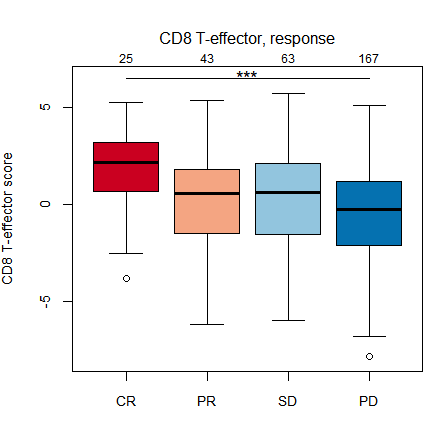 CD8 T-effector, response
25 43 63 167
***
CD8 T-effector score
5
0
-5
CR PR SD PD